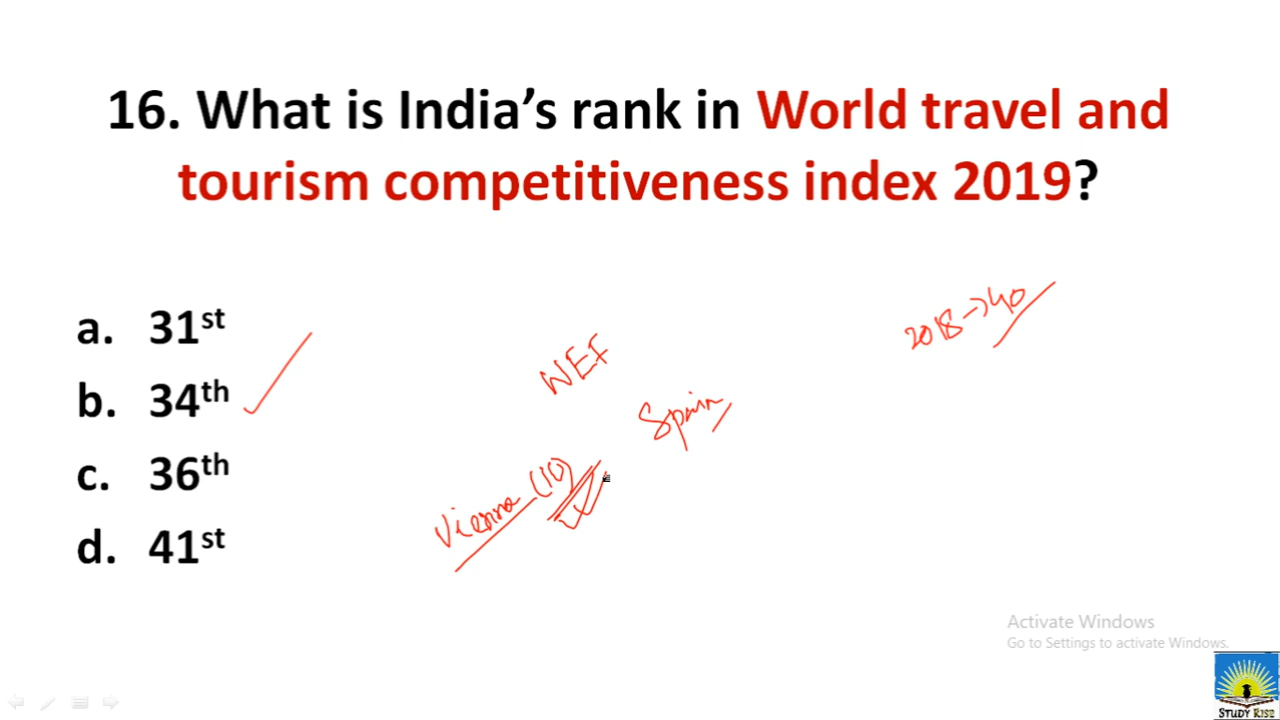 16. What is India's rank in World travel and
tourism competitiveness index 2019?
a. 31st
b. 34th
c. 36th
d. 41st
2018→40
WEF
Spain
Vienna (10)
Activate Windows
Go to Settings to activate Windows.
STUDY RISE